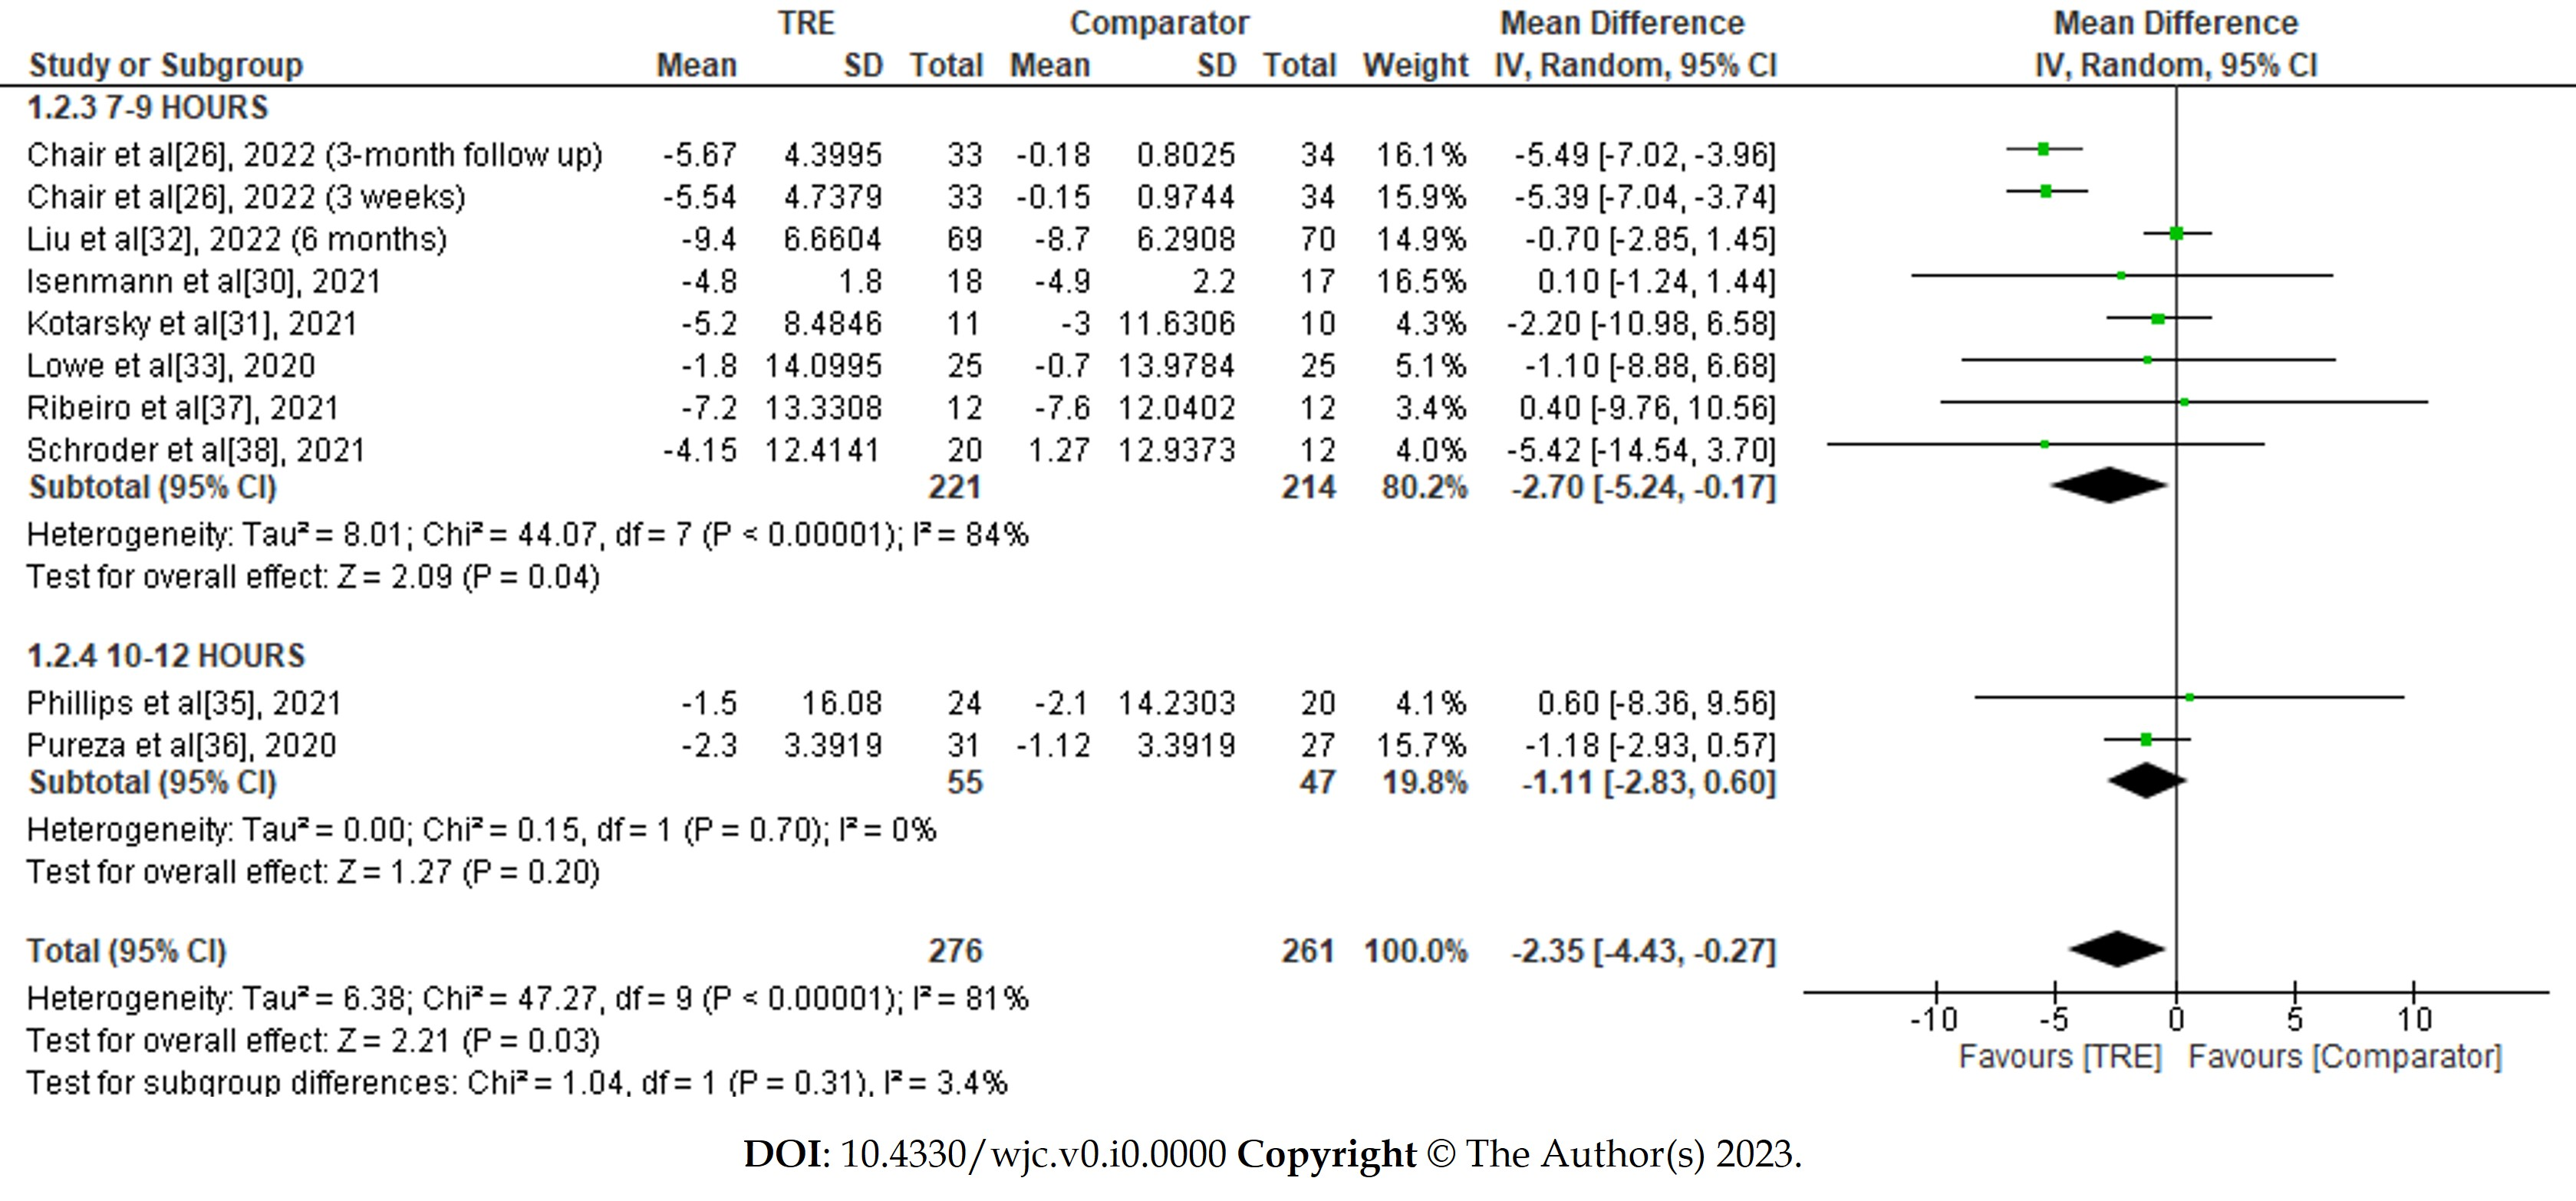 TRE Comparator Mean Difference Mean Difference
Study or Subgroup Mean SD Total Mean SD Total Weight IV, Random, 95% CI IV, Random, 95% CI
1.2.3 7-9 HOURS
Chair et al[26], 2022 (3-month follow up) -5.67 4.3995 33 -0.18 0.8025 34 16.1% -5.49 [-7.02, -3.96]
Chair et al[26], 2022 (3 weeks) -5.54 4.7379 33 -0.15 0.9744 34 15.9% -5.39 [-7.04, -3.74]
Liu et al[32], 2022 (6 months) -9.4 6.6604 69 -8.7 6.2908 70 14.9% -0.70 [-2.85, 1.45]
Isenmann et al[30], 2021 -4.8 1.8 18 -4.9 2.2 17 16.5% 0.10 [-1.24, 1.44]
Kotarsky et al[31], 2021 -5.2 8.4846 11 -3 11.6306 10 4.3% -2.20 [-10.98, 6.58]
Lowe et al[33], 2020 -1.8 14.0995 25 -0.7 13.9784 25 5.1% -1.10 [-8.88, 6.68]
Ribeiro et al[37], 2021 -7.2 13.3308 12 -7.6 12.0402 12 3.4% 0.40 [-9.76, 10.56]
Schroder et al[38], 2021 -4.15 12.4141 20 1.27 12.9373 12 4.0% -5.42 [-14.54, 3.70]
Subtotal (95% CI) 221 214 80.2% -2.70 [-5.24, -0.17]
Heterogeneity: Tau² = 8.01; Chi² = 44.07, df = 7 (P < 0.00001); I² = 84%
Test for overall effect: Z = 2.09 (P = 0.04)
1.2.4 10-12 HOURS
Phillips et al[35], 2021 -1.5 16.08 24 -2.1 14.2303 20 4.1% 0.60 [-8.36, 9.56]
Pureza et al[36], 2020 -2.3 3.3919 31 -1.12 3.3919 27 15.7% -1.18 [-2.93, 0.57]
Subtotal (95% CI) 55 47 19.8% -1.11 [-2.83, 0.60]
Heterogeneity: Tau² = 0.00; Chi² = 0.15, df = 1 (P = 0.70); I² = 0%
Test for overall effect: Z = 1.27 (P = 0.20)
Total (95% CI) 276 261 100.0% -2.35 [-4.43, -0.27]
Heterogeneity: Tau² = 6.38; Chi² = 47.27, df = 9 (P < 0.00001); I² = 81%
Test for overall effect: Z = 2.21 (P = 0.03)
Test for subgroup differences: Chi² = 1.04, df = 1 (P = 0.31), I² = 3.4%
-10 -5 0 5 10
Favours [TRE] Favours [Comparator]
DOI: 10.4330/wjc.v0.i0.0000 Copyright © The Author(s) 2023.